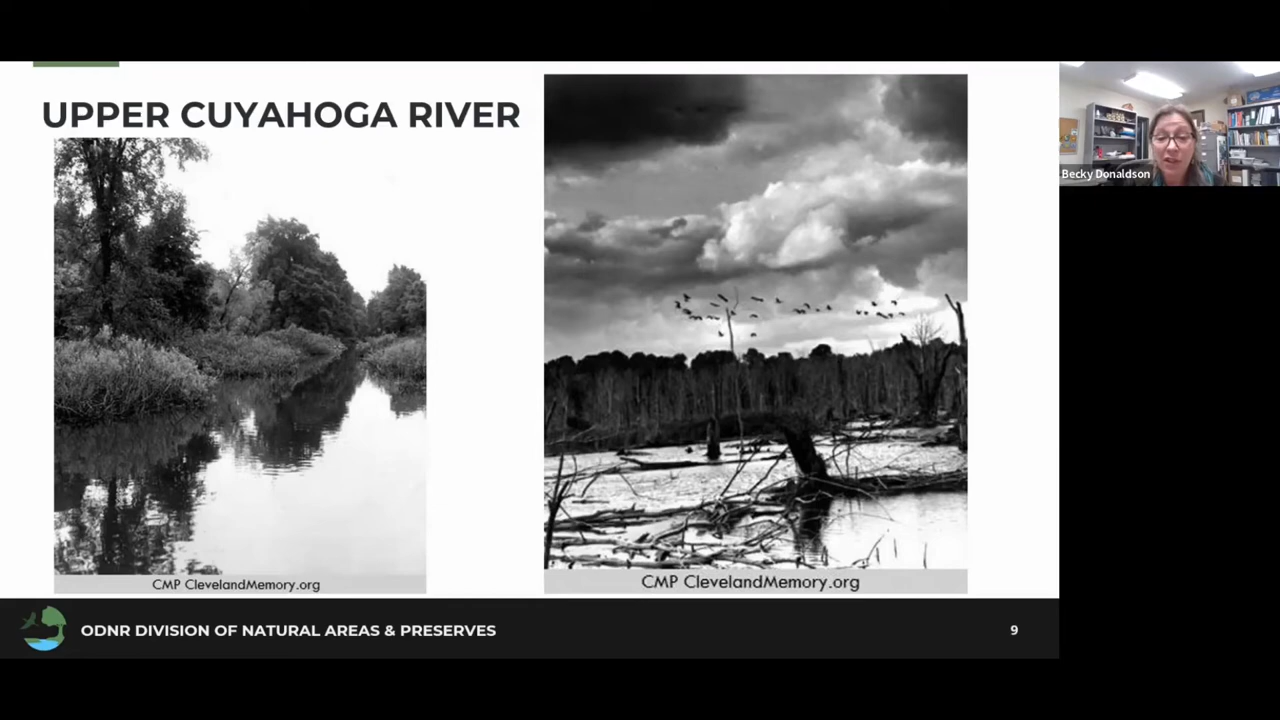 UPPER CUYAHOGA RIVER
CMP ClevelandMemory.org
CMP ClevelandMemory.org
Becky Donaldson
ODNR DIVISION OF NATURAL AREAS & PRESERVES
9